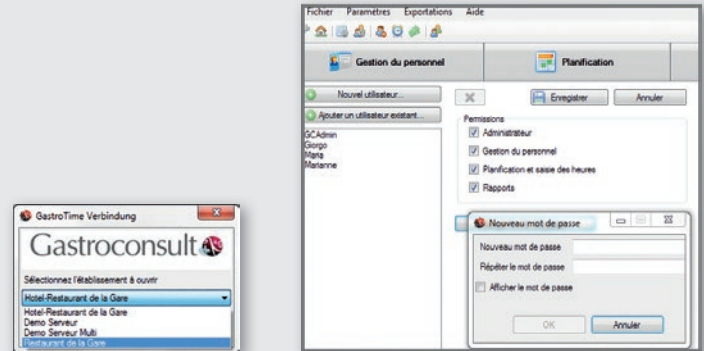 GastroTime Verbindung
Gastroconsult
Sélectionnez l'établissement à ouvrir
Hotel-Restaurant de la Gare
Hotel-Restaurant de la Gare
Demo Serveur
Demo Serveur Multi
Restaurant de la Gare
Fichier Paramètres Exportations Aide
Gestion du personnel Planification
Nouvel utilisateur... Enregistrer Annuler
Ajouter un utilisateur existant...
Permissions
GCAdmin
Giorgo
Maria
Marianne
Administrateur
Gestion du personnel
Planification et saisie des heures
Rapports
Nouveau mot de passe
Nouveau mot de passe
Répéter le mot de passe
Afficher le mot de passe
OK Annuler